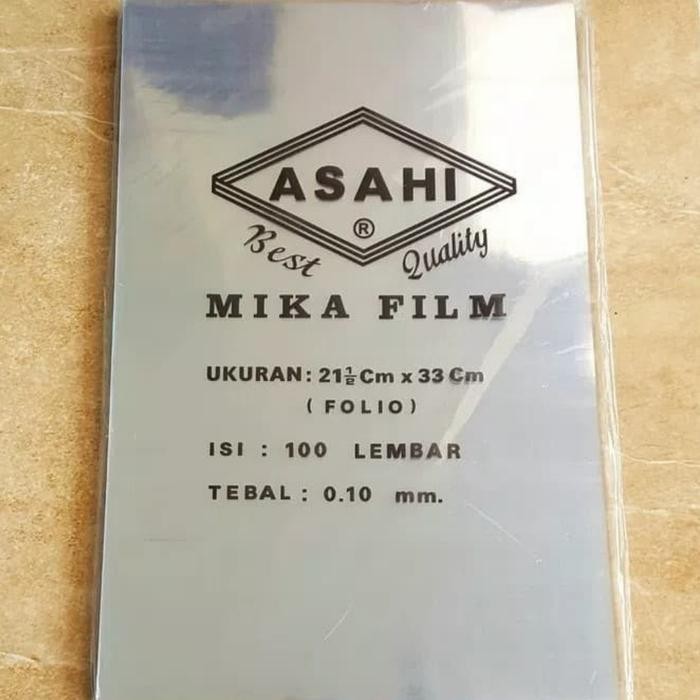 ASAHI
®
Best Quality
MIKA FILM
UKURAN: 21½ Cm x 33 Cm
( FOLIO )
ISI : 100 LEMBAR
TEBAL : 0.10 mm.